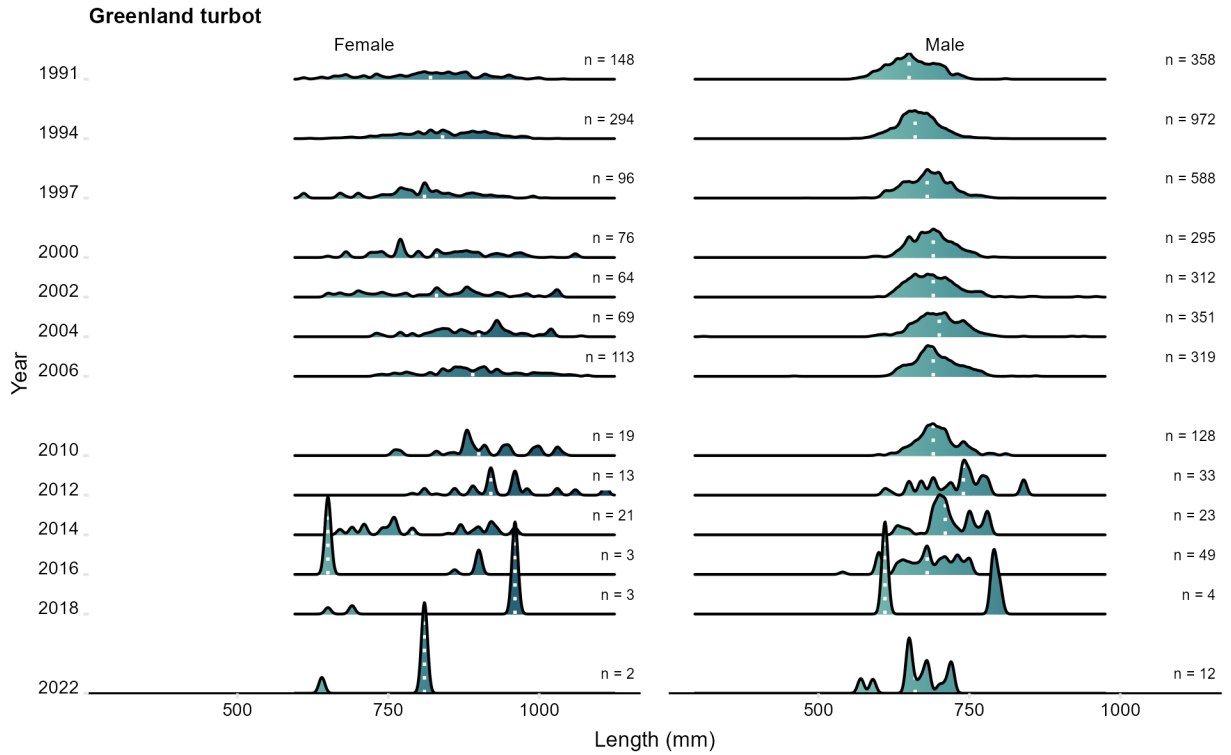 Greenland turbot
Female Male
1991 n = 148 n = 358
1994 n = 294 n = 972
1997 n = 96 n = 588
2000 n = 76 n = 295
2002 n = 64 n = 312
2004 n = 69 n = 351
2006 n = 113 n = 319
Year
2010 n = 19 n = 128
2012 n = 13 n = 33
2014 n = 21 n = 23
2016 n = 3 n = 49
2018 n = 3 n = 4
2022 n = 2 n = 12
500 750 1000 500 750 1000
Length (mm)